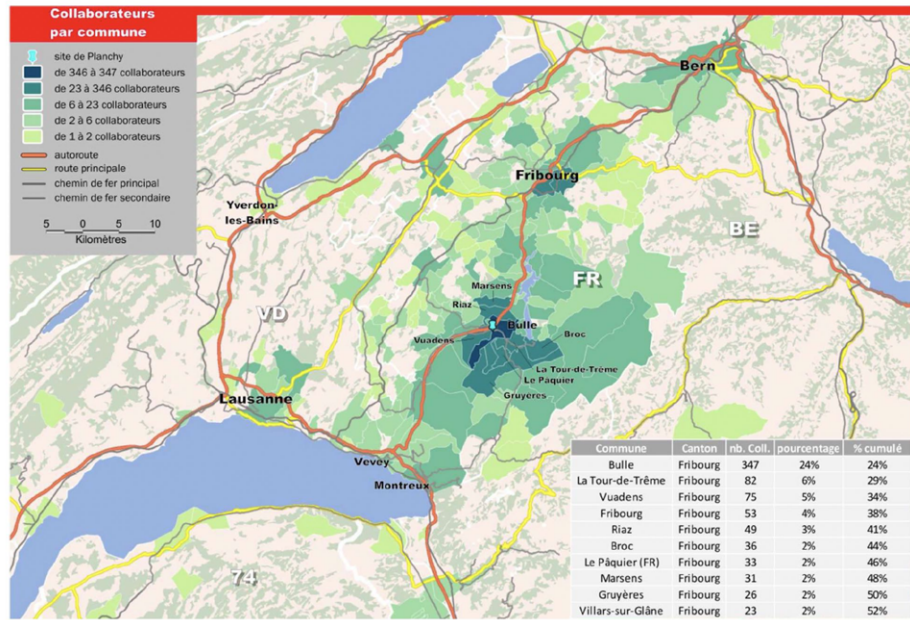 Collaborateurs
par commune
site de Planchy
de 346 à 347 collaborateurs
de 23 à 346 collaborateurs
de 6 à 23 collaborateurs
de 2 à 6 collaborateurs
de 1 à 2 collaborateurs
autoroute
route principale
chemin de fer principal
chemin de fer secondaire
5 0 5 10
Kilomètres
Bern
Fribourg
Yverdon-
les-Bains
BE
FR
Marsens
Riaz
VD
Bulle
Vuadens
Broc
La Tour-de-Trême
Le Pâquier
Gruyères
Lausanne
Vevey
Montreux
74
Commune Canton nb. Coll. pourcentage % cumulé
Bulle Fribourg 347 24% 24%
La Tour-de-Trême Fribourg 82 6% 29%
Vuadens Fribourg 75 5% 34%
Fribourg Fribourg 53 4% 38%
Riaz Fribourg 49 3% 41%
Broc Fribourg 36 2% 44%
Le Pâquier (FR) Fribourg 33 2% 46%
Marsens Fribourg 31 2% 48%
Gruyères Fribourg 26 2% 50%
Villars-sur-Glâne Fribourg 23 2% 52%